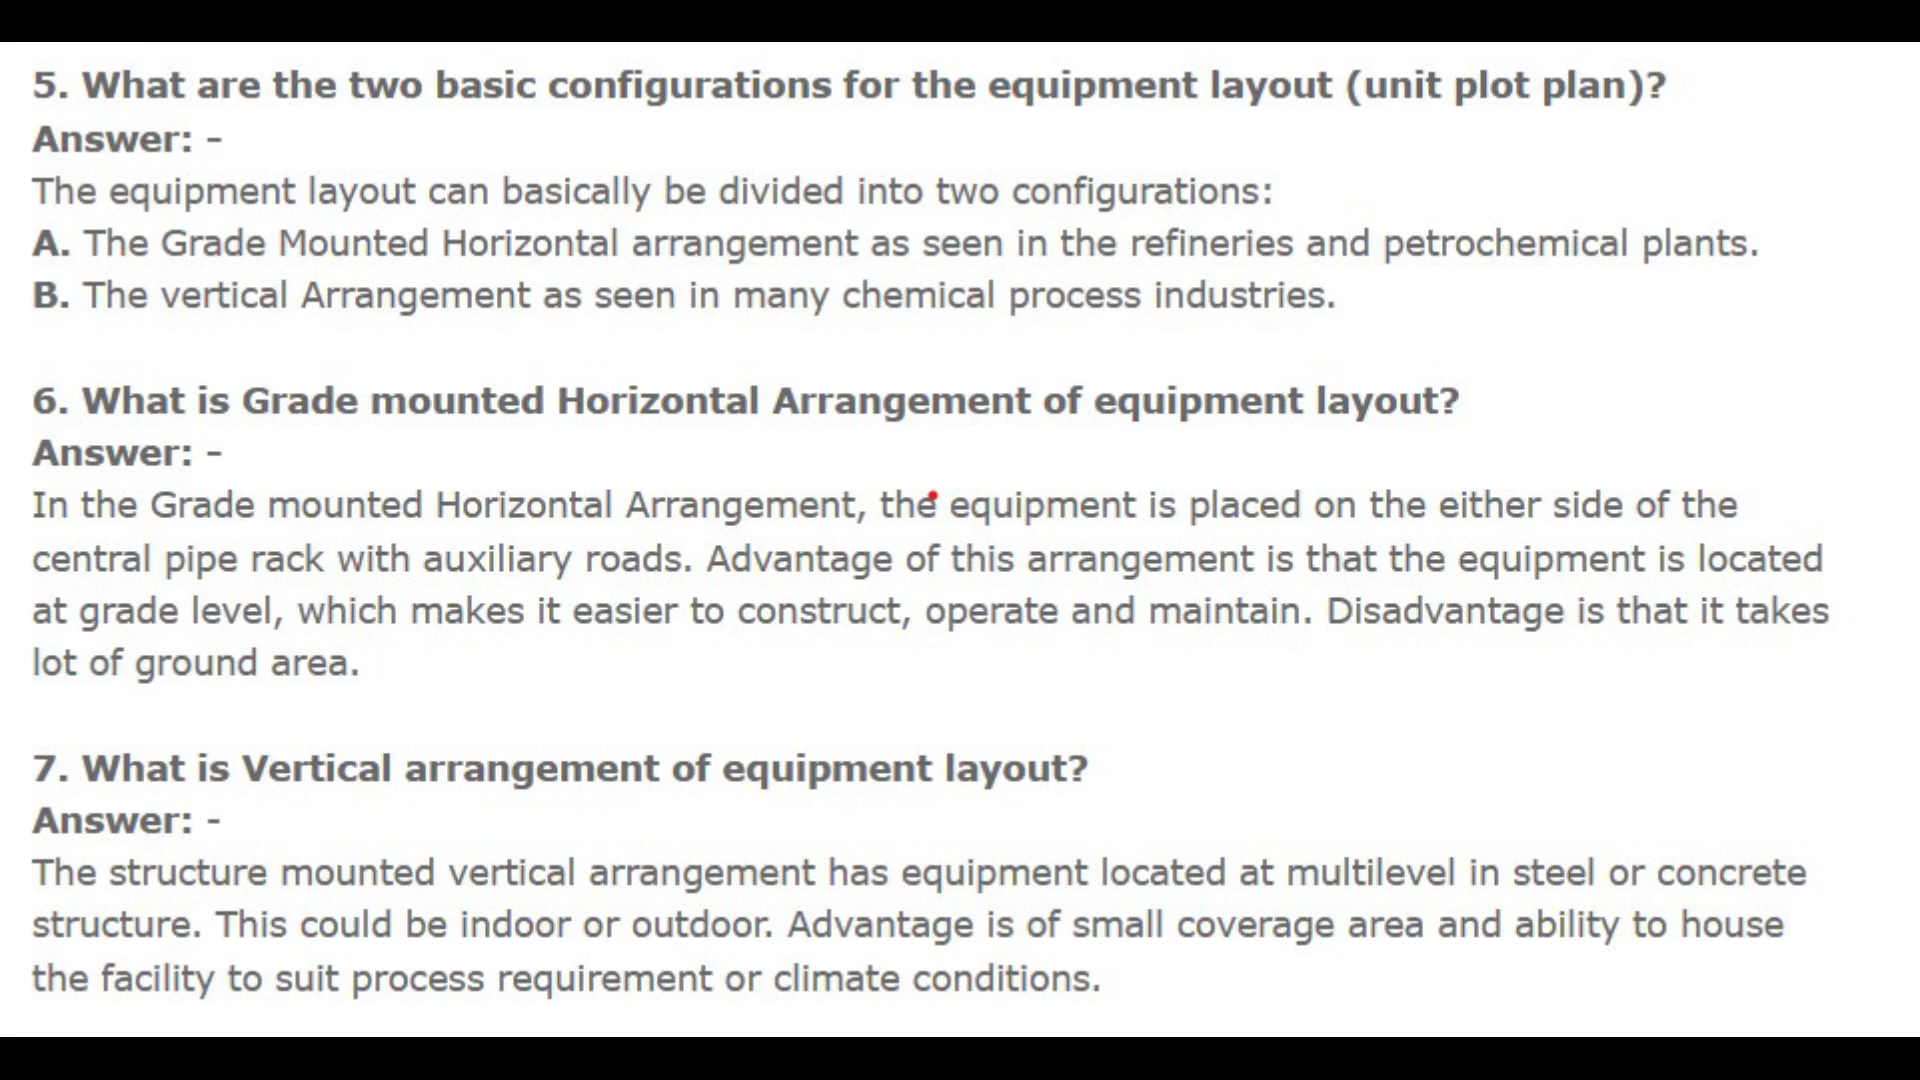 5. What are the two basic configurations for the equipment layout (unit plot plan)?
Answer: –
The equipment layout can basically be divided into two configurations:
A. The Grade Mounted Horizontal arrangement as seen in the refineries and petrochemical plants.
B. The vertical Arrangement as seen in many chemical process industries.
6. What is Grade mounted Horizontal Arrangement of equipment layout?
Answer: –
In the Grade mounted Horizontal Arrangement, the equipment is placed on the either side of the
central pipe rack with auxiliary roads. Advantage of this arrangement is that the equipment is located
at grade level, which makes it easier to construct, operate and maintain. Disadvantage is that it takes
lot of ground area.
7. What is Vertical arrangement of equipment layout?
Answer: -
The structure mounted vertical arrangement has equipment located at multilevel in steel or concrete
structure. This could be indoor or outdoor. Advantage is of small coverage area and ability to house
the facility to suit process requirement or climate conditions.